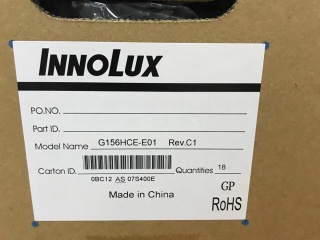 INNOLUX
PO.NO.
Part ID.
Model Name G156HCE-E01 Rev.C1
Carton ID. Quantities 18
0BC12 AS 07S400E
GP
Made in China
RoHS